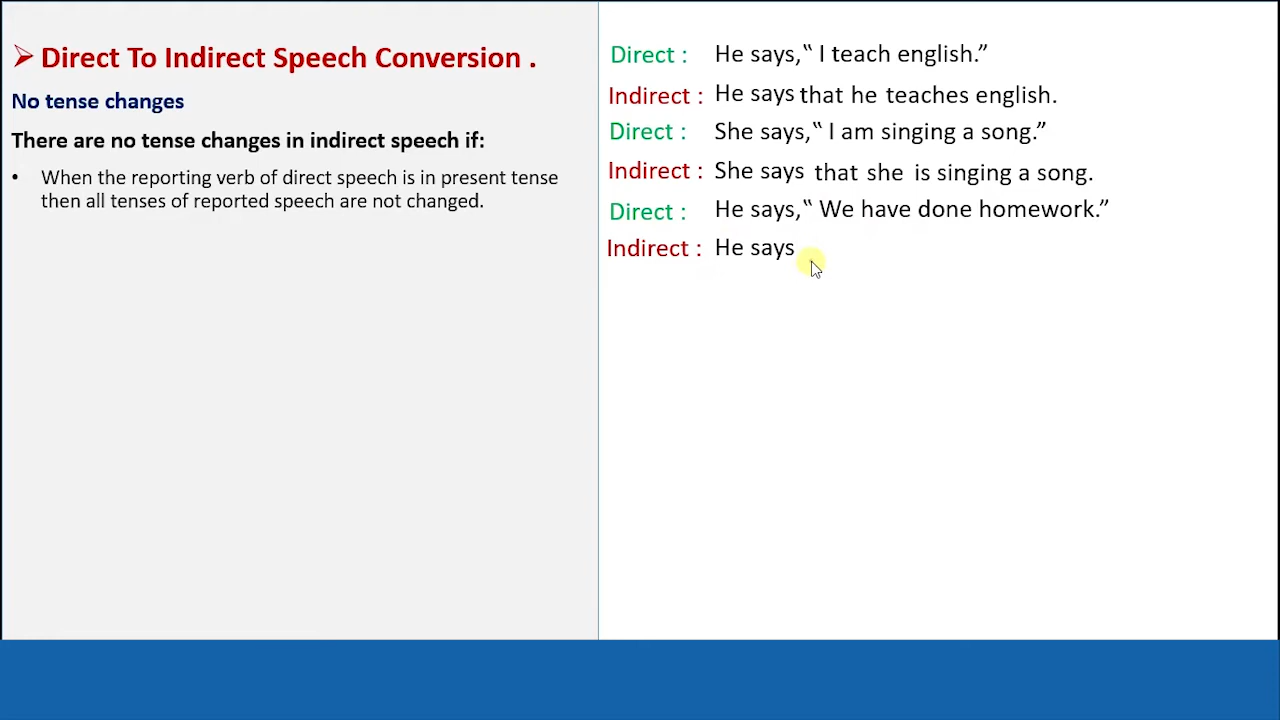 ➢ Direct To Indirect Speech Conversion .
No tense changes
There are no tense changes in indirect speech if:
• When the reporting verb of direct speech is in present tense
then all tenses of reported speech are not changed.
Direct : He says,‟ I teach english.”
Indirect : He says that he teaches english.
Direct : She says,‟ I am singing a song.”
Indirect : She says that she is singing a song.
Direct : He says,‟ We have done homework.”
Indirect : He says